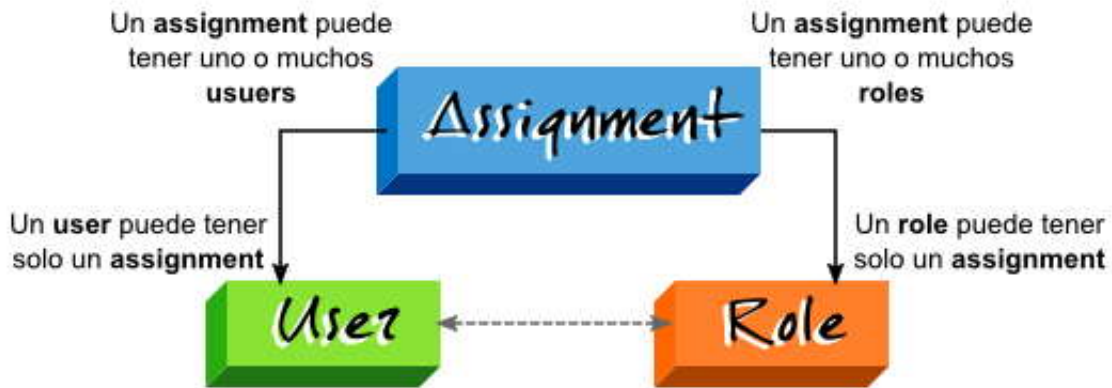 Un assignment puede
tener uno o muchos
usuers
Un assignment puede
tener uno o muchos
roles
Assignment
Un user puede tener
solo un assignment
Un role puede tener
solo un assignment
User
Role